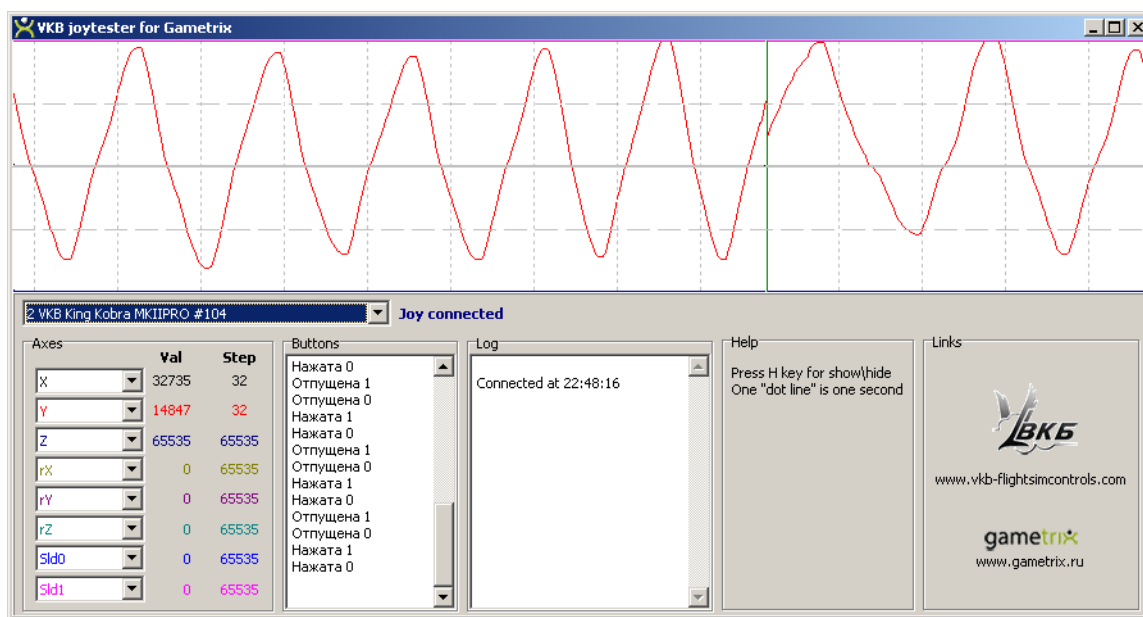 VKB joytester for Gametrix
2 VKB King Kobra MKIIPRO #104
Joy connected
Axes
Val Step
X 32735 32
Y 14847 32
Z 65535 65535
rX 0 65535
rY 0 65535
rZ 0 65535
Sld0 0 65535
Sld1 0 65535
Buttons
Нажата 0
Отпущена 1
Отпущена 0
Нажата 1
Нажата 0
Отпущена 1
Отпущена 0
Нажата 1
Нажата 0
Отпущена 1
Отпущена 0
Нажата 1
Нажата 0
Log
Connected at 22:48:16
Help
Press H key for show\hide
One "dot line" is one second
Links
ВКБ
www.vkb-flightsimcontrols.com
gametrix
www.gametrix.ru